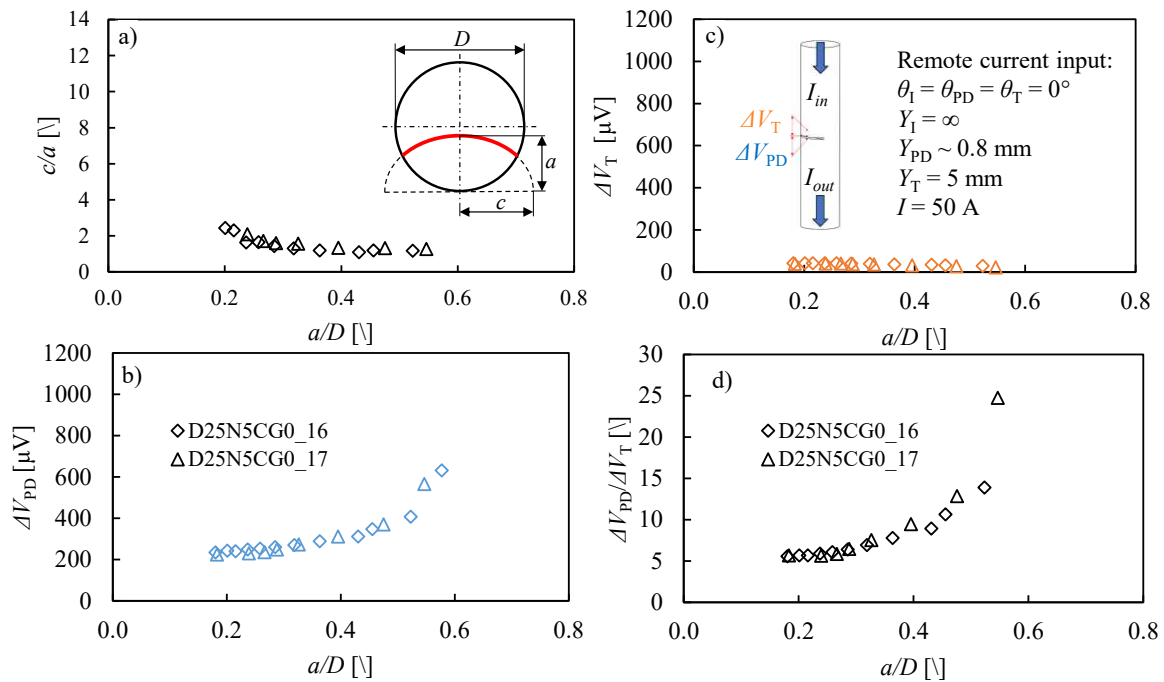 a)
c/a [\]
14
12
10
8
6
4
2
0
0.0
0.2
0.4
0.6
0.8
a/D [\]
D
a
c
c)
ΔV_T [µV]
1200
1000
800
600
400
200
0
0.0
0.2
0.4
0.6
0.8
a/D [\]
I_in
ΔV_T
ΔV_PD
I_out
Remote current input:
θ_I = θ_PD = θ_T = 0°
Y_I = ∞
Y_PD ~ 0.8 mm
Y_T = 5 mm
I = 50 A
b)
ΔV_PD [µV]
1200
1000
800
600
400
200
0
0.0
0.2
0.4
0.6
0.8
a/D [\]
D25N5CG0_16
D25N5CG0_17
d)
ΔV_PD/ΔV_T [\]
30
25
20
15
10
5
0
0.0
0.2
0.4
0.6
0.8
a/D [\]
D25N5CG0_16
D25N5CG0_17